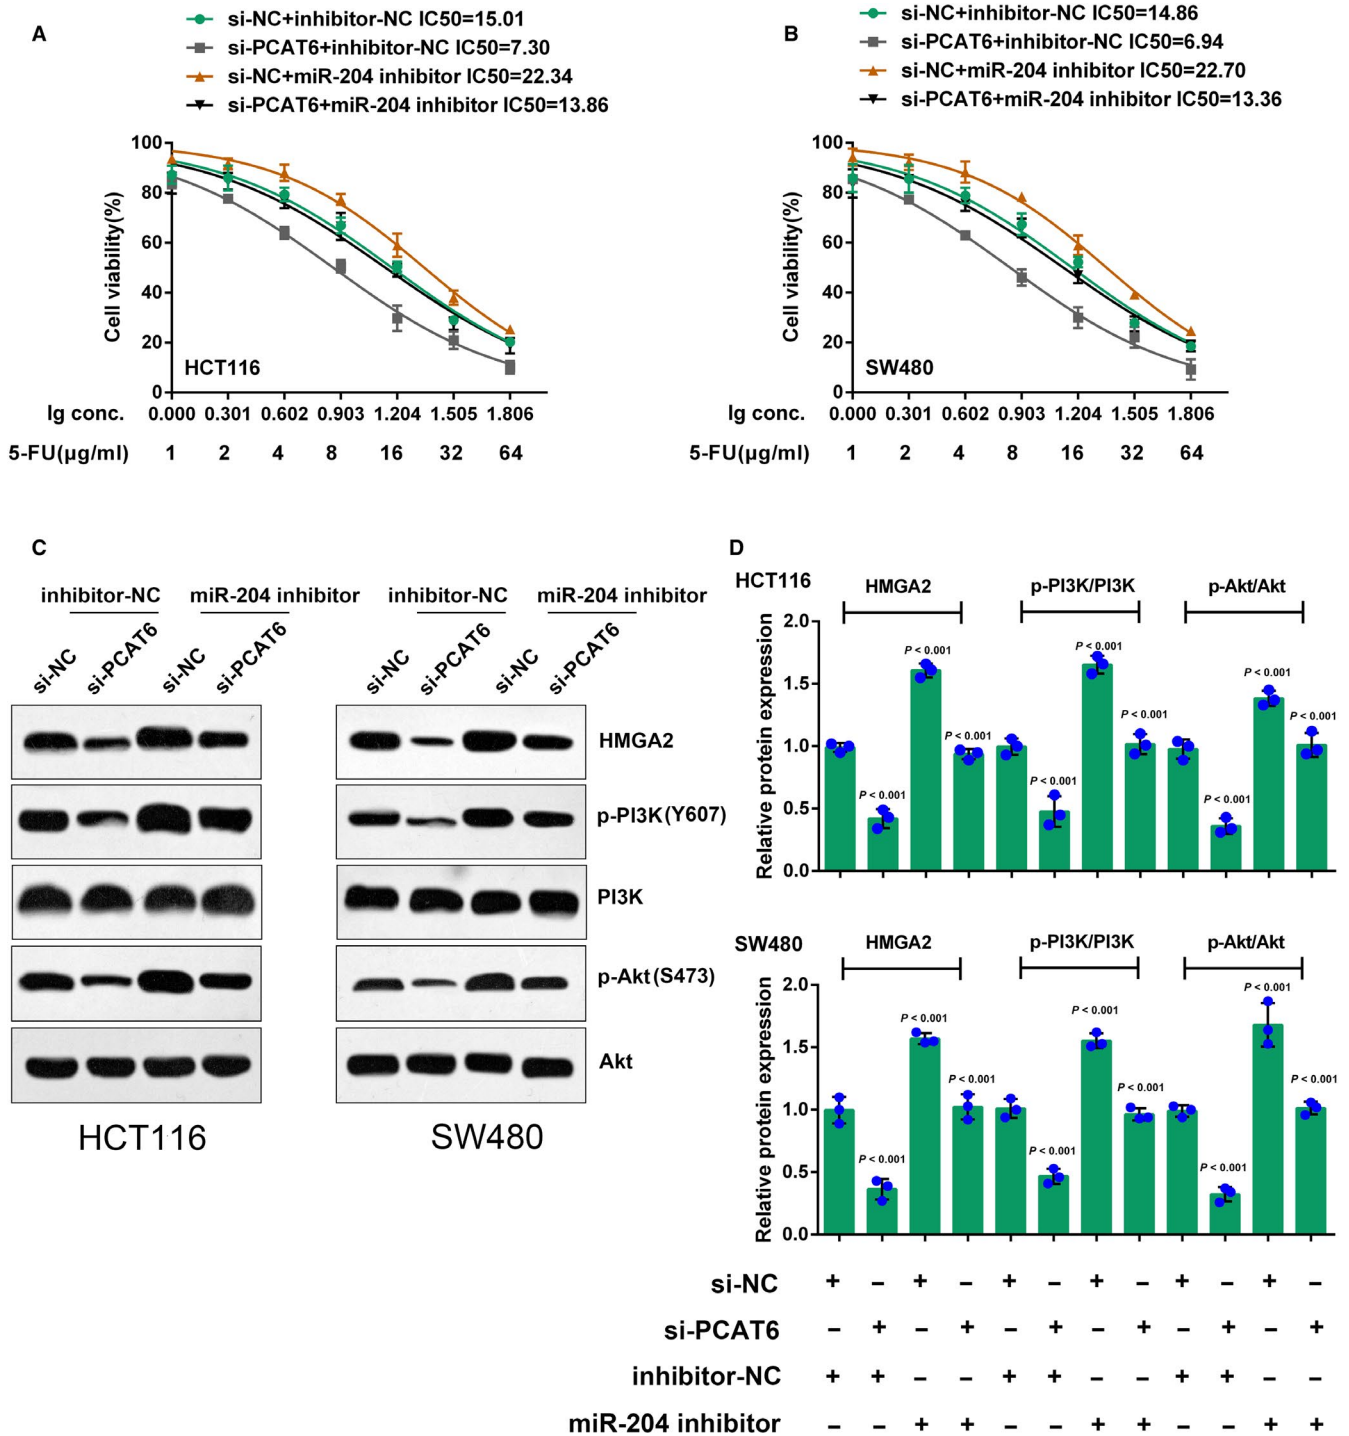 A
si-NC+inhibitor-NC IC50=15.01
si-PCAT6+inhibitor-NC IC50=7.30
si-NC+miR-204 inhibitor IC50=22.34
si-PCAT6+miR-204 inhibitor IC50=13.86
100
80
60
40
20
0
Cell viability(%)
HCT116
lg conc. 0.000 0.301 0.602 0.903 1.204 1.505 1.806
5-FU(μg/ml) 1 2 4 8 16 32 64
B
si-NC+inhibitor-NC IC50=14.86
si-PCAT6+inhibitor-NC IC50=6.94
si-NC+miR-204 inhibitor IC50=22.70
si-PCAT6+miR-204 inhibitor IC50=13.36
100
80
60
40
20
0
Cell viability(%)
SW480
lg conc. 0.000 0.301 0.602 0.903 1.204 1.505 1.806
5-FU(μg/ml) 1 2 4 8 16 32 64
C
inhibitor-NC miR-204 inhibitor inhibitor-NC miR-204 inhibitor
si-NC si-PCAT6 si-NC si-PCAT6 si-NC si-PCAT6 si-NC si-PCAT6
HMGA2
p-PI3K(Y607)
PI3K
p-Akt(S473)
Akt
HCT116 SW480
D
HCT116
HMGA2 p-PI3K/PI3K p-Akt/Akt
2.0
1.5
1.0
0.5
0.0
Relative protein expression
P < 0.001 P < 0.001 P < 0.001 P < 0.001 P < 0.001 P < 0.001 P < 0.001 P < 0.001 P < 0.001
SW480
HMGA2 p-PI3K/PI3K p-Akt/Akt
2.0
1.5
1.0
0.5
0.0
Relative protein expression
P < 0.001 P < 0.001 P < 0.001 P < 0.001 P < 0.001 P < 0.001 P < 0.001 P < 0.001 P < 0.001
si-NC + – + – + – + – + – + –
si-PCAT6 – + – + – + – + – + – +
inhibitor-NC + + – – + + – – + + – –
miR-204 inhibitor – – + + – – + + – – + +